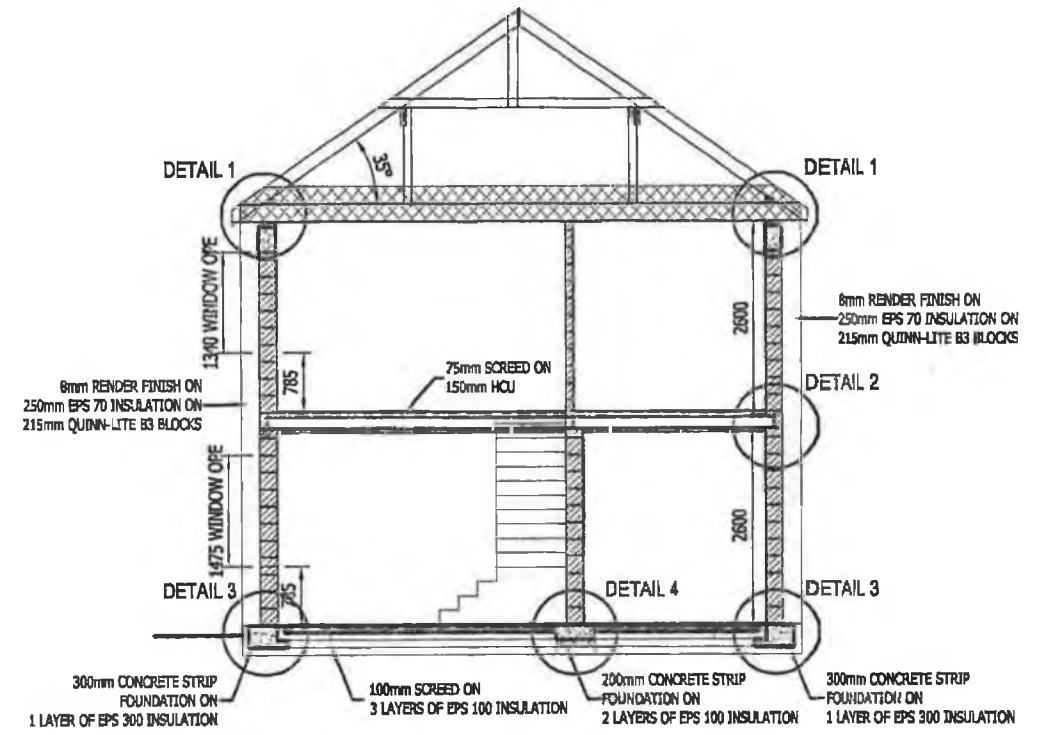 DETAIL 1
DETAIL 1
35°
1340 WINDOW OPE
785
2600
8mm RENDER FINISH ON
250mm EPS 70 INSULATION ON
215mm QUINN-LITE B3 BLOCKS
75mm SCREED ON
150mm HCU
DETAIL 2
8mm RENDER FINISH ON
250mm EPS 70 INSULATION ON
215mm QUINN-LITE B3 BLOCKS
1475 WINDOW OPE
2600
DETAIL 3
785
DETAIL 4
DETAIL 3
300mm CONCRETE STRIP
FOUNDATION ON
1 LAYER OF EPS 300 INSULATION
100mm SCREED ON
3 LAYERS OF EPS 100 INSULATION
200mm CONCRETE STRIP
FOUNDATION ON
2 LAYERS OF EPS 100 INSULATION
300mm CONCRETE STRIP
FOUNDATION ON
1 LAYER OF EPS 300 INSULATION